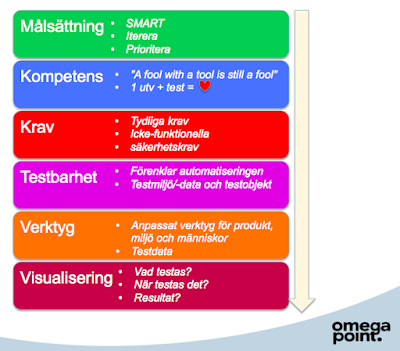 Målsättning
• SMART
• Iterera
• Prioritera
Kompetens
• "A fool with a tool is still a fool"
• 1 utv + test = ❤
Krav
• Tydliga krav
• Icke-funktionella
• säkerhetskrav
Testbarhet
• Förenklar automatiseringen
• Testmiljö/-data och testobjekt
Verktyg
• Anpassat verktyg för produkt,
miljö och människor
• Testdata
Visualisering
• Vad testas?
• När testas det?
• Resultat?
omega
point.